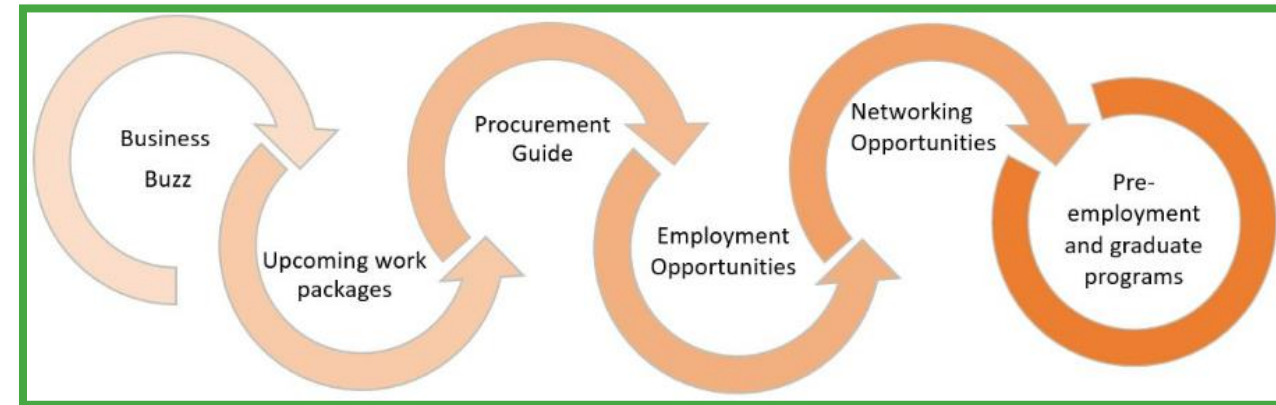 Business
Buzz
Upcoming work
packages
Procurement
Guide
Employment
Opportunities
Networking
Opportunities
Pre-
employment
and graduate
programs